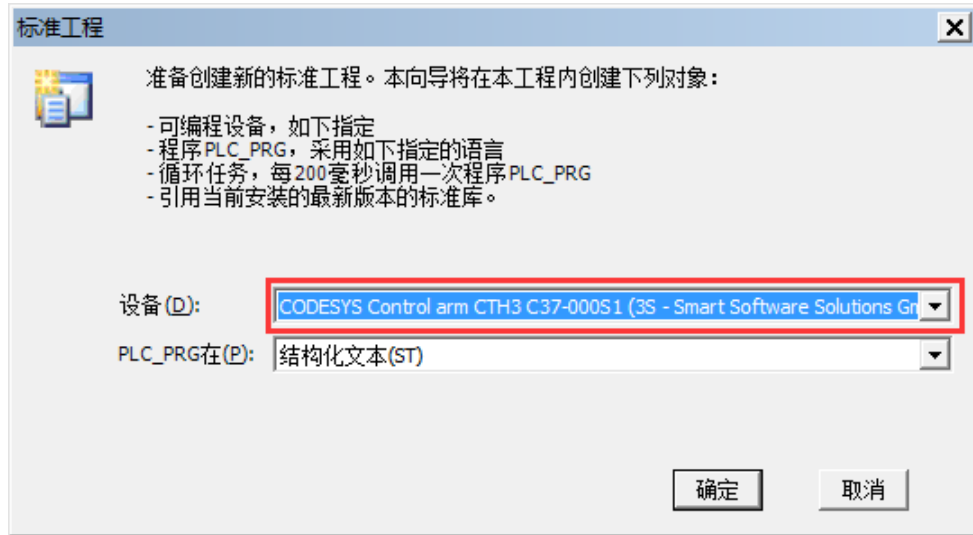 标准工程
准备创建新的标准工程。本向导将在本工程内创建下列对象：
- 可编程设备，如下指定
- 程序PLC_PRG，采用如下指定的语言
- 循环任务，每200毫秒调用一次程序PLC_PRG
- 引用当前安装的最新版本的标准库。
设备(D): CODESYS Control arm CTH3 C37-000S1 (3S - Smart Software Solutions
PLC_PRG在(P): 结构化文本(ST)
确定 取消